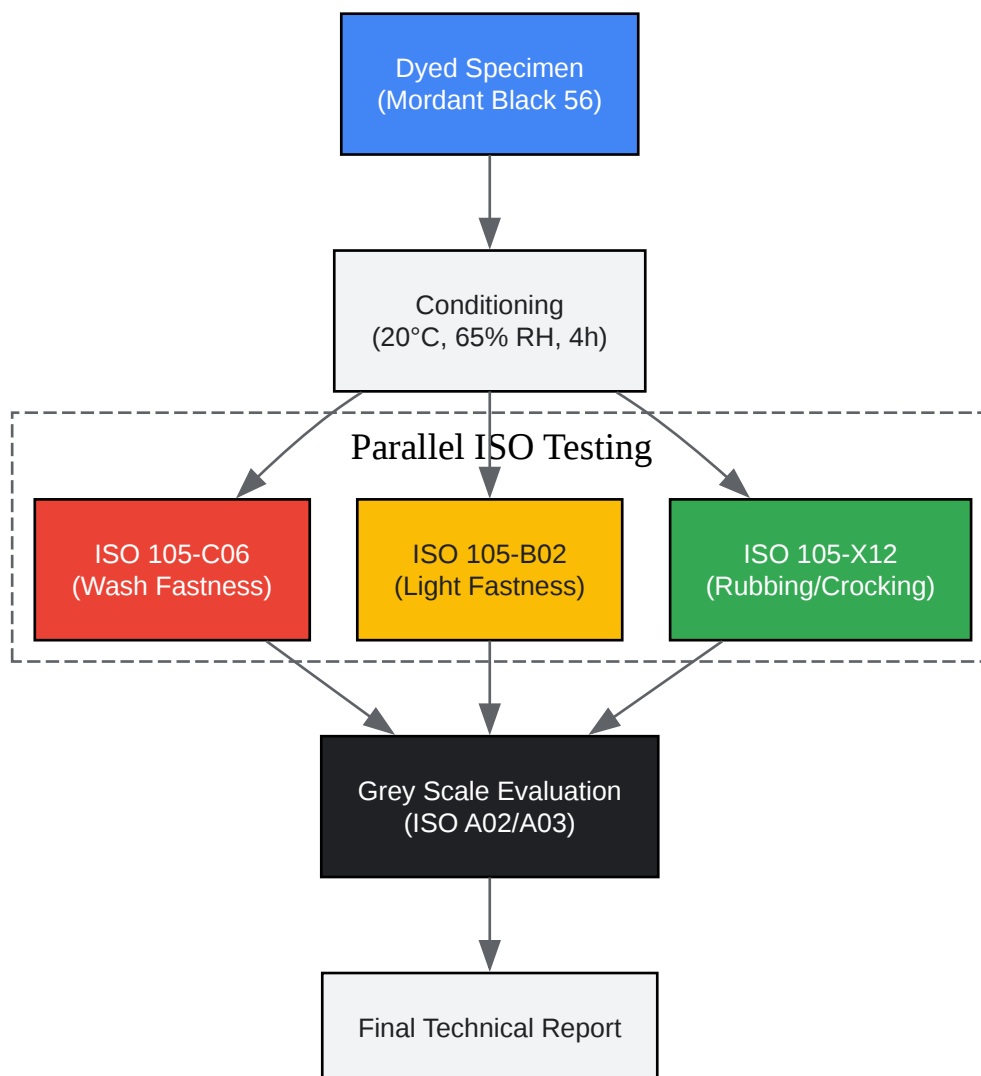 Dyed Specimen
(Mordant Black 56)
Conditioning
(20°C, 65% RH, 4h)
Parallel ISO Testing
ISO 105-C06
(Wash Fastness)
ISO 105-B02
(Light Fastness)
ISO 105-X12
(Rubbing/Crocking)
Grey Scale Evaluation
(ISO A02/A03)
Final Technical Report